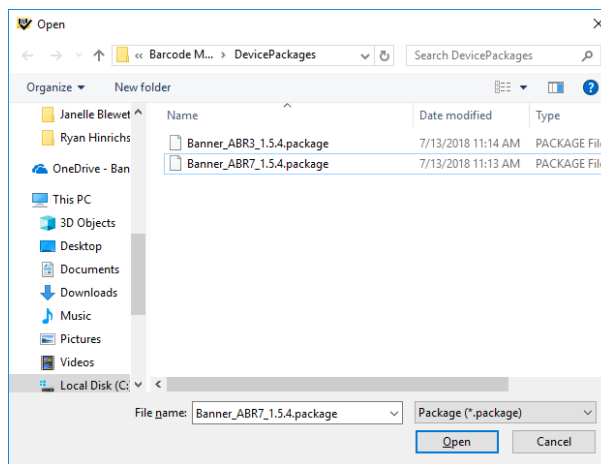 Open
« Barcode M... > DevicePackages
Search DevicePackages
Organize
New folder
Name
Date modified
Type
Janelle Blewet
Ryan Hinrichs
OneDrive - Ban
This PC
3D Objects
Desktop
Documents
Downloads
Music
Pictures
Videos
Local Disk (C:
Banner_ABR3_1.5.4.package 7/13/2018 11:14 AM PACKAGE File
Banner_ABR7_1.5.4.package 7/13/2018 11:13 AM PACKAGE File
File name: Banner_ABR7_1.5.4.package
Package (*.package)
Open
Cancel